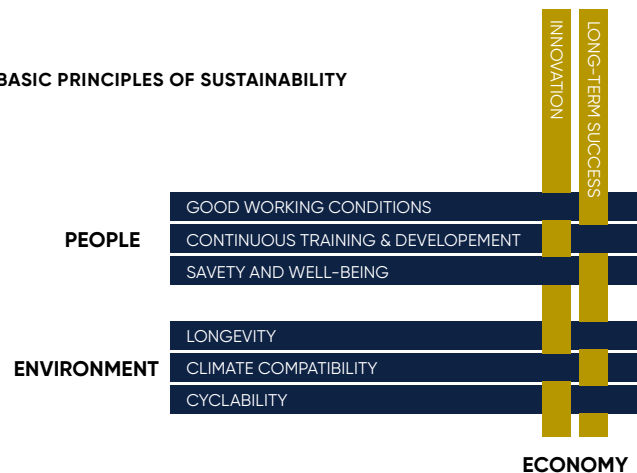 BASIC PRINCIPLES OF SUSTAINABILITY
INNOVATION
LONG-TERM SUCCESS
PEOPLE
GOOD WORKING CONDITIONS
CONTINUOUS TRAINING & DEVELOPEMENT
SAVETY AND WELL-BEING
ENVIRONMENT
LONGEVITY
CLIMATE COMPATIBILITY
CYCLABILITY
ECONOMY